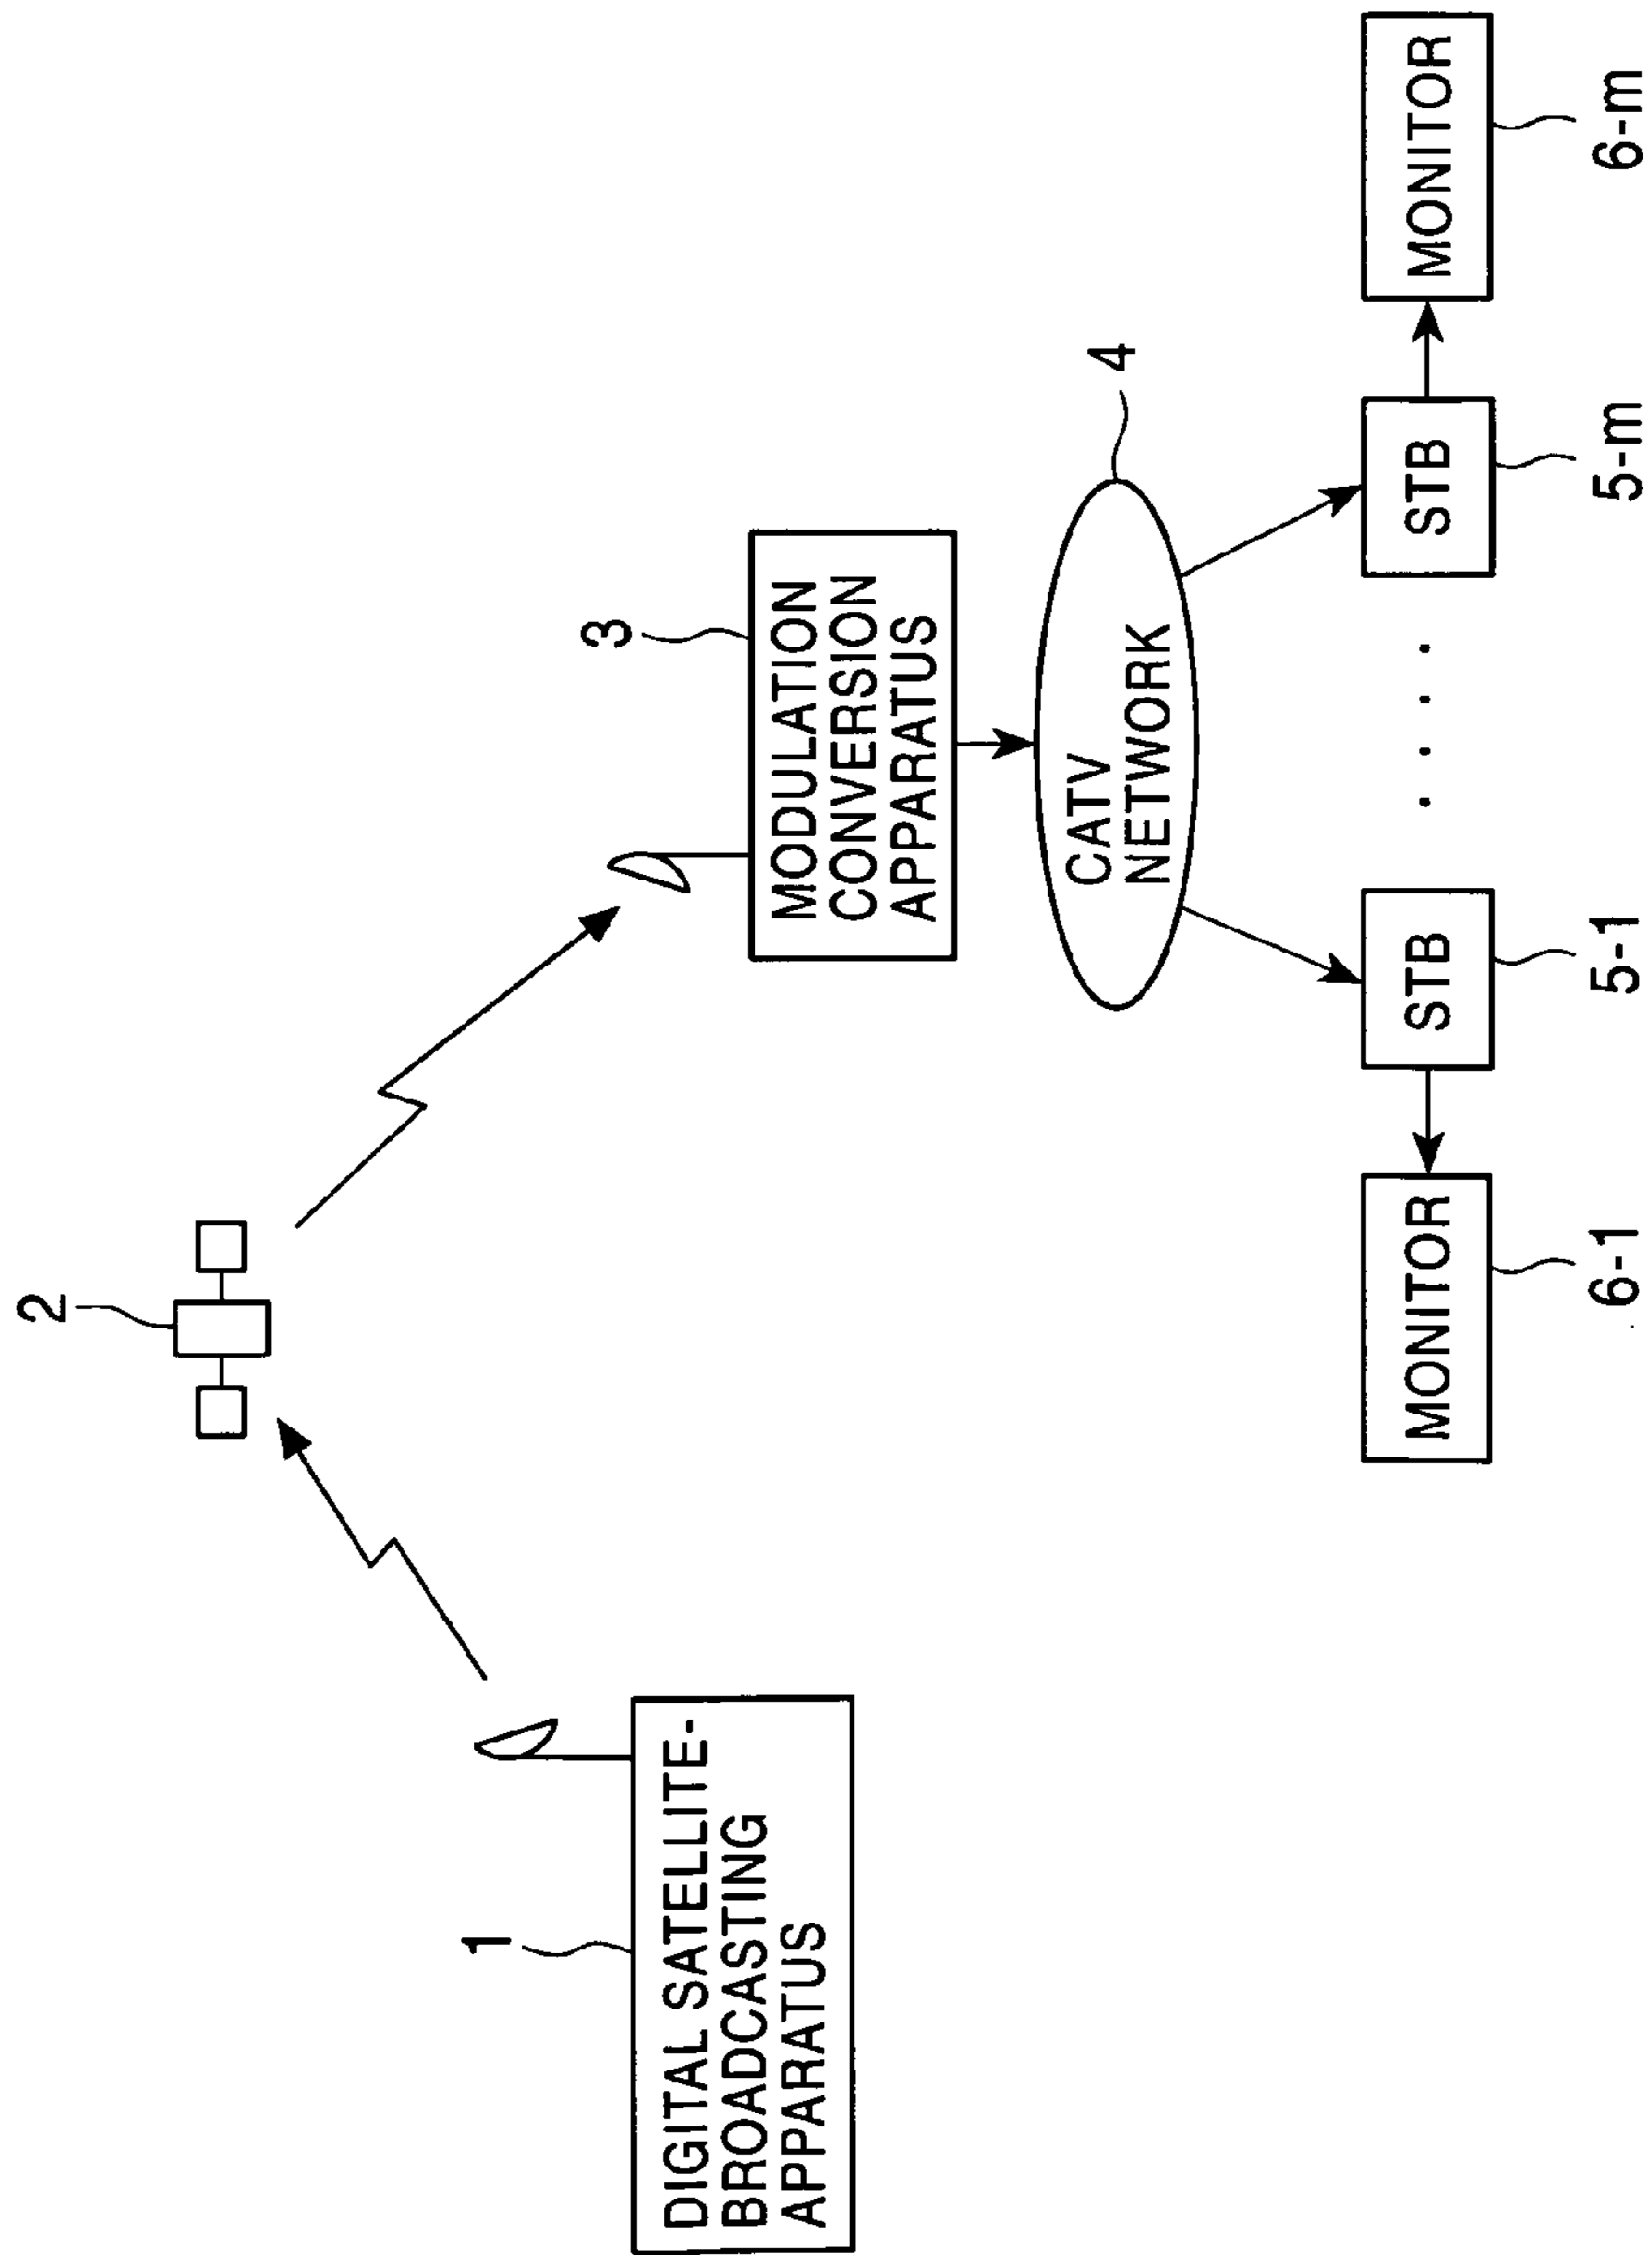 2
1
DIGITAL SATELLITE-
BROADCASTING
APPARATUS
3
MODULATION
CONVERSION
APPARATUS
4
CATV
NETWORK
MONITOR
STB
. . . .
STB
MONITOR
6-1
5-1
5-m
6-m